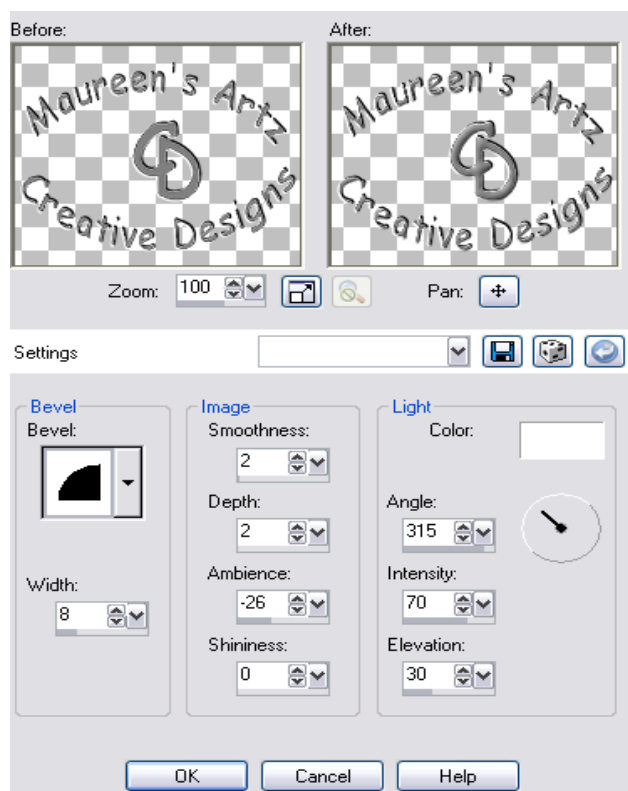 Before: After:
Maureen's Artz
CD
Creative Designs
Maureen's Artz
CD
Creative Designs
Zoom: 100 Pan:
Settings
Bevel Image Light
Bevel: Smoothness: Color:
2
Depth: Angle:
2 315
Width: Ambience: Intensity:
8 -26 70
Shininess: Elevation:
0 30
OK Cancel Help